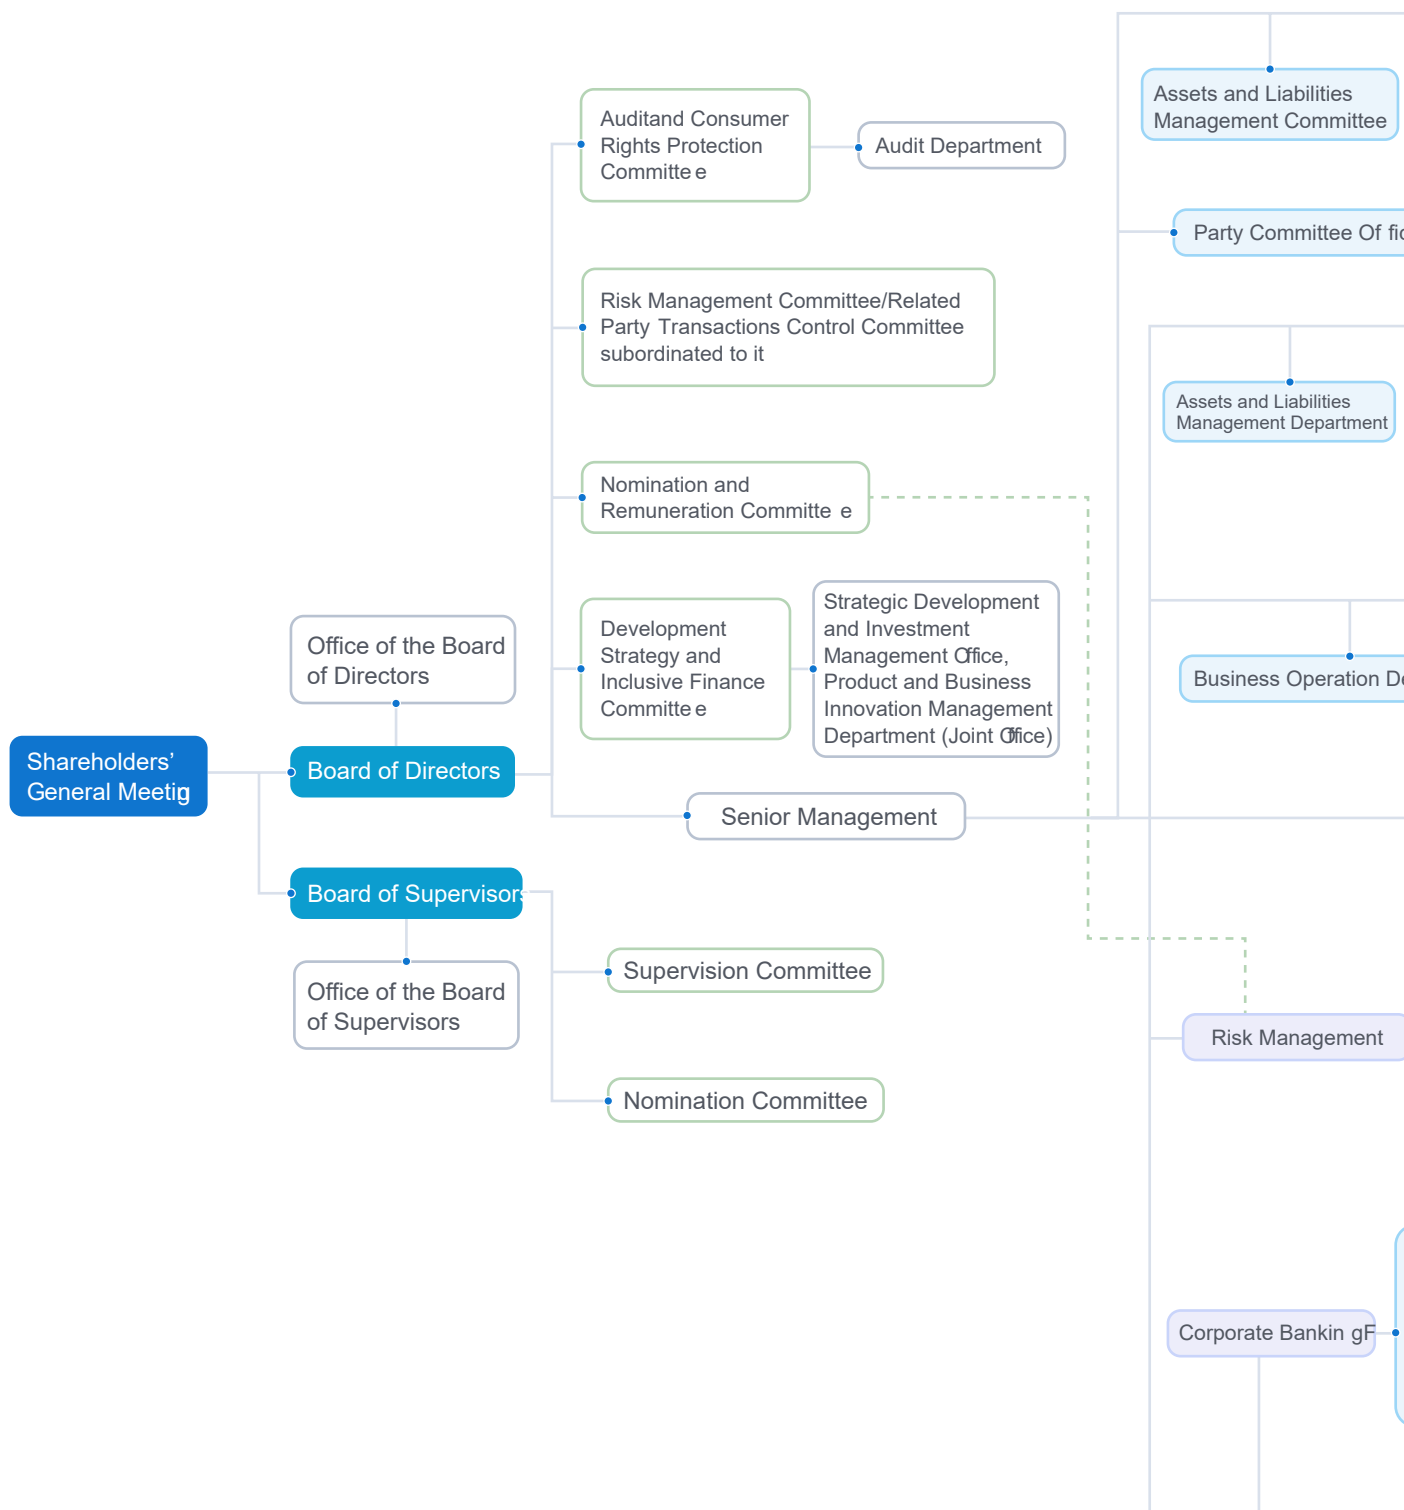 Assets and Liabilities
Management Committee
Auditand Consumer
Rights Protection
Committe e
Audit Department
Party Committee Of fic
Risk Management Committee/Related
Party Transactions Control Committee
subordinated to it
Assets and Liabilities
Management Department
Nomination and
Remuneration Committe e
Strategic Development
and Investment
Management Office,
Product and Business
Innovation Management
Department (Joint Office)
Development
Strategy and
Inclusive Finance
Committe e
Office of the Board
of Directors
Business Operation De
Shareholders’
General Meeting
Board of Directors
Senior Management
Board of Supervisors
Supervision Committee
Office of the Board
of Supervisors
Risk Management
Nomination Committee
Corporate Bankin gF